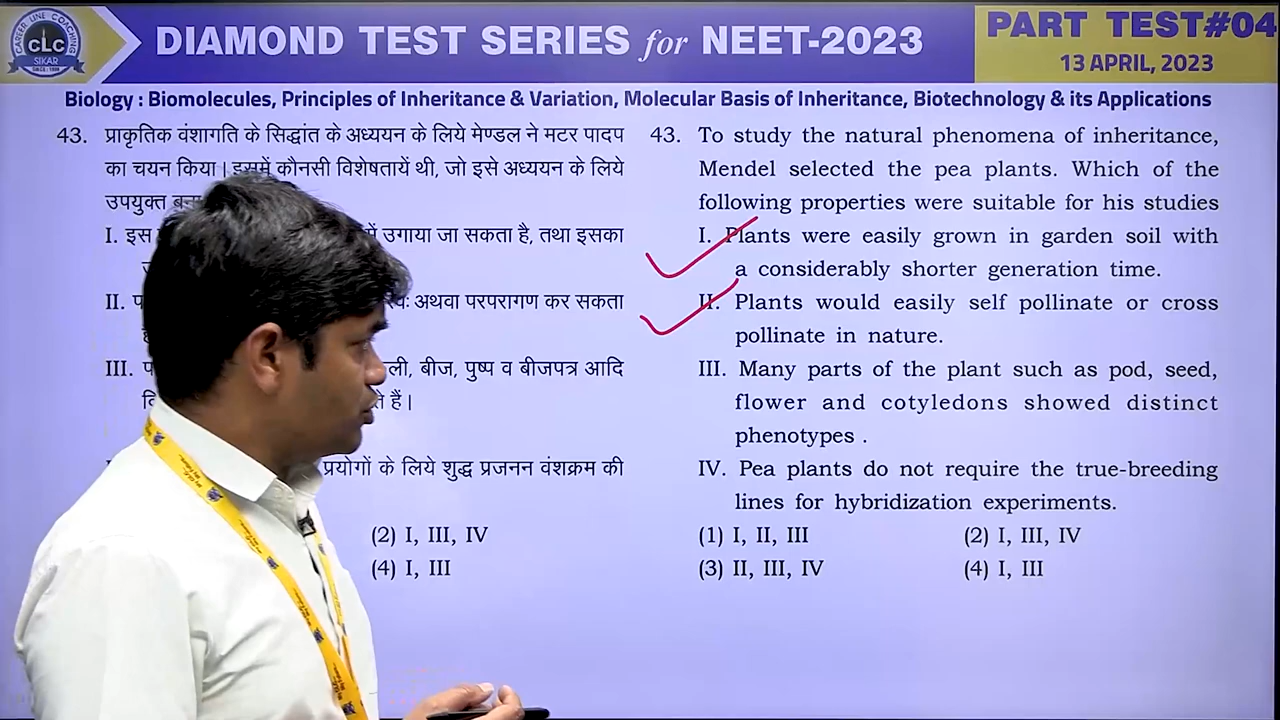 CAREER LINE COACHING
CLC
SIKAR
DIAMOND TEST SERIES for NEET-2023
PART TEST#04
13 APRIL, 2023
Biology : Biomolecules, Principles of Inheritance & Variation, Molecular Basis of Inheritance, Biotechnology & its Applications
43. प्राकृतिक वंशागति के सिद्धांत के अध्ययन के लिये मेण्डल ने मटर पादप
का चयन किया। इसमें कौनसी विशेषतायें थी, जो इसे अध्ययन के लिये
उपयुक्त
I. इस में उगाया जा सकता है, तथा इसका
II. अथवा परपरागण कर सकता
III. बीज, पुष्प व बीजपत्र आदि
हैं।
प्रयोगों के लिये शुद्ध प्रजनन वंशक्रम की
(2) I, III, IV
(4) I, III
43. To study the natural phenomena of inheritance,
Mendel selected the pea plants. Which of the
following properties were suitable for his studies
I. Plants were easily grown in garden soil with
a considerably shorter generation time.
II. Plants would easily self pollinate or cross
pollinate in nature.
III. Many parts of the plant such as pod, seed,
flower and cotyledons showed distinct
phenotypes .
IV. Pea plants do not require the true-breeding
lines for hybridization experiments.
(1) I, II, III (2) I, III, IV
(3) II, III, IV (4) I, III